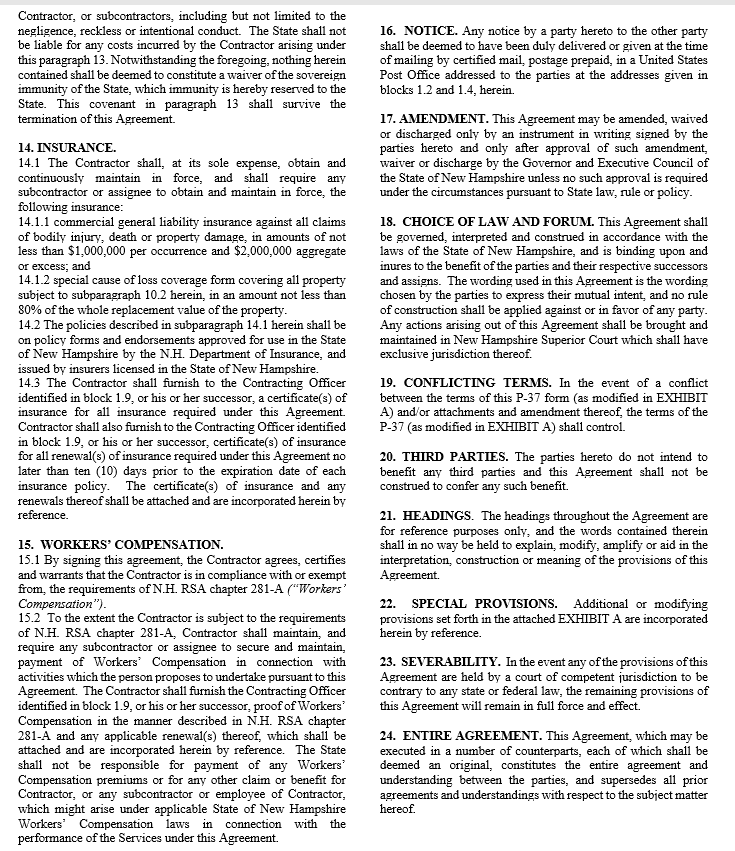 Contractor, or subcontractors, including but not limited to the
negligence, reckless or intentional conduct. The State shall not
be liable for any costs incurred by the Contractor arising under
this paragraph 13. Notwithstanding the foregoing, nothing herein
contained shall be deemed to constitute a waiver of the sovereign
immunity of the State, which immunity is hereby reserved to the
State. This covenant in paragraph 13 shall survive the
termination of this Agreement.
14. INSURANCE.
14.1 The Contractor shall, at its sole expense, obtain and
continuously maintain in force, and shall require any
subcontractor or assignee to obtain and maintain in force, the
following insurance:
14.1.1 commercial general liability insurance against all claims
of bodily injury, death or property damage, in amounts of not
less than $1,000,000 per occurrence and $2,000,000 aggregate
or excess; and
14.1.2 special cause of loss coverage form covering all property
subject to subparagraph 10.2 herein, in an amount not less than
80% of the whole replacement value of the property.
14.2 The policies described in subparagraph 14.1 herein shall be
on policy forms and endorsements approved for use in the State
of New Hampshire by the N.H. Department of Insurance, and
issued by insurers licensed in the State of New Hampshire.
14.3 The Contractor shall furnish to the Contracting Officer
identified in block 1.9, or his or her successor, a certificate(s) of
insurance for all insurance required under this Agreement.
Contractor shall also furnish to the Contracting Officer identified
in block 1.9, or his or her successor, certificate(s) of insurance
for all renewal(s) of insurance required under this Agreement no
later than ten (10) days prior to the expiration date of each
insurance policy. The certificate(s) of insurance and any
renewals thereof shall be attached and are incorporated herein by
reference.
15. WORKERS’ COMPENSATION.
15.1 By signing this agreement, the Contractor agrees, certifies
and warrants that the Contractor is in compliance with or exempt
from, the requirements of N.H. RSA chapter 281-A (“Workers’
Compensation”).
15.2 To the extent the Contractor is subject to the requirements
of N.H. RSA chapter 281-A, Contractor shall maintain, and
require any subcontractor or assignee to secure and maintain,
payment of Workers’ Compensation in connection with
activities which the person proposes to undertake pursuant to this
Agreement. The Contractor shall furnish the Contracting Officer
identified in block 1.9, or his or her successor, proof of Workers’
Compensation in the manner described in N.H. RSA chapter
281-A and any applicable renewal(s) thereof, which shall be
attached and are incorporated herein by reference. The State
shall not be responsible for payment of any Workers’
Compensation premiums or for any other claim or benefit for
Contractor, or any subcontractor or employee of Contractor,
which might arise under applicable State of New Hampshire
Workers’ Compensation laws in connection with the
performance of the Services under this Agreement.
16. NOTICE. Any notice by a party hereto to the other party
shall be deemed to have been duly delivered or given at the time
of mailing by certified mail, postage prepaid, in a United States
Post Office addressed to the parties at the addresses given in
blocks 1.2 and 1.4, herein.
17. AMENDMENT. This Agreement may be amended, waived
or discharged only by an instrument in writing signed by the
parties hereto and only after approval of such amendment,
waiver or discharge by the Governor and Executive Council of
the State of New Hampshire unless no such approval is required
under the circumstances pursuant to State law, rule or policy.
18. CHOICE OF LAW AND FORUM. This Agreement shall
be governed, interpreted and construed in accordance with the
laws of the State of New Hampshire, and is binding upon and
inures to the benefit of the parties and their respective successors
and assigns. The wording used in this Agreement is the wording
chosen by the parties to express their mutual intent, and no rule
of construction shall be applied against or in favor of any party.
Any actions arising out of this Agreement shall be brought and
maintained in New Hampshire Superior Court which shall have
exclusive jurisdiction thereof.
19. CONFLICTING TERMS. In the event of a conflict
between the terms of this P-37 form (as modified in EXHIBIT
A) and/or attachments and amendment thereof, the terms of the
P-37 (as modified in EXHIBIT A) shall control.
20. THIRD PARTIES. The parties hereto do not intend to
benefit any third parties and this Agreement shall not be
construed to confer any such benefit.
21. HEADINGS. The headings throughout the Agreement are
for reference purposes only, and the words contained therein
shall in no way be held to explain, modify, amplify or aid in the
interpretation, construction or meaning of the provisions of this
Agreement.
22. SPECIAL PROVISIONS. Additional or modifying
provisions set forth in the attached EXHIBIT A are incorporated
herein by reference.
23. SEVERABILITY. In the event any of the provisions of this
Agreement are held by a court of competent jurisdiction to be
contrary to any state or federal law, the remaining provisions of
this Agreement will remain in full force and effect.
24. ENTIRE AGREEMENT. This Agreement, which may be
executed in a number of counterparts, each of which shall be
deemed an original, constitutes the entire agreement and
understanding between the parties, and supersedes all prior
agreements and understandings with respect to the subject matter
hereof.